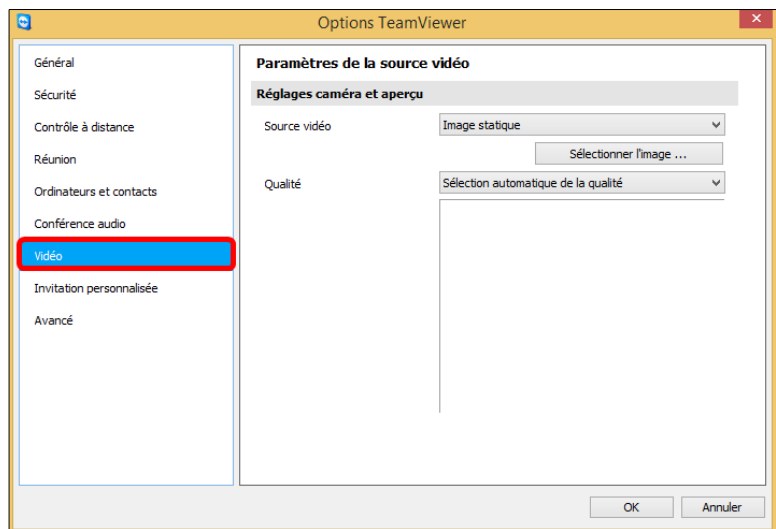 Options TeamViewer
Général
Sécurité
Contrôle à distance
Réunion
Ordinateurs et contacts
Conférence audio
Vidéo
Invitation personnalisée
Avancé
Paramètres de la source vidéo
Réglages caméra et aperçu
Source vidéo
Image statique
Sélectionner l'image ...
Qualité
Sélection automatique de la qualité
OK
Annuler